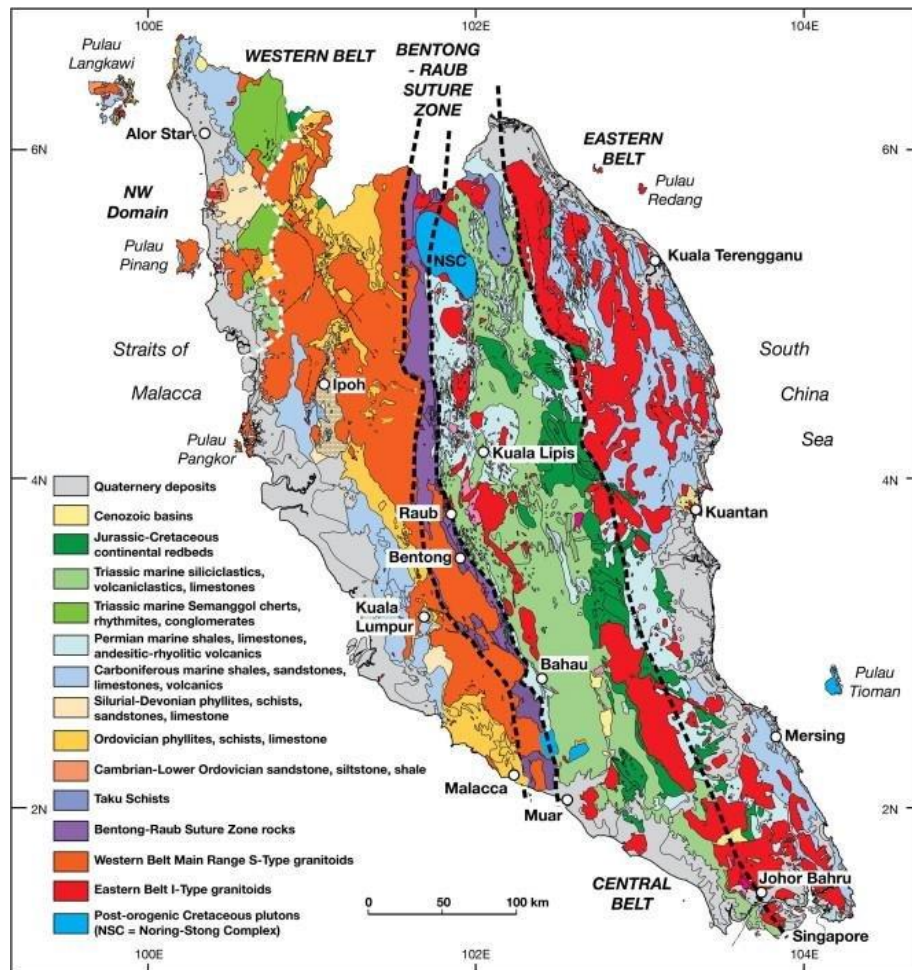 100E
102E
104E
Pulau
Langkawi
WESTERN BELT
BENTONG
- RAUB
SUTURE
ZONE
Alor Star
6N
EASTERN
BELT
6N
Pulau
Redang
NW
Domain
Pulau
Pinang
NSC
Kuala Terengganu
Straits of
Malacca
South
China
Sea
Ipoh
Pulau
Pangkor
Kuala Lipis
4N
4N
Kuantan
Raub
Bentong
Kuala
Lumpur
Bahau
Pulau
Tioman
Mersing
Malacca
Muar
2N
2N
CENTRAL
BELT
Johor Bahru
Singapore
Quaternery deposits
Cenozoic basins
Jurassic-Cretaceous
continental redbeds
Triassic marine siliciclastics,
volcaniclastics, limestones
Triassic marine Semanggol cherts,
rhythmites, conglomerates
Permian marine shales, limestones,
andesitic-rhyolitic volcanics
Carboniferous marine shales, sandstones,
limestones, volcanics
Silurial-Devonian phyllites, schists,
sandstones, limestone
Ordovician phyllites, schists, limestone
Cambrian-Lower Ordovician sandstone, siltstone, shale
Taku Schists
Bentong-Raub Suture Zone rocks
Western Belt Main Range S-Type granitoids
Eastern Belt I-Type granitoids
Post-orogenic Cretaceous plutons
(NSC = Noring-Stong Complex)
0 50 100 km
100E
102E
104E